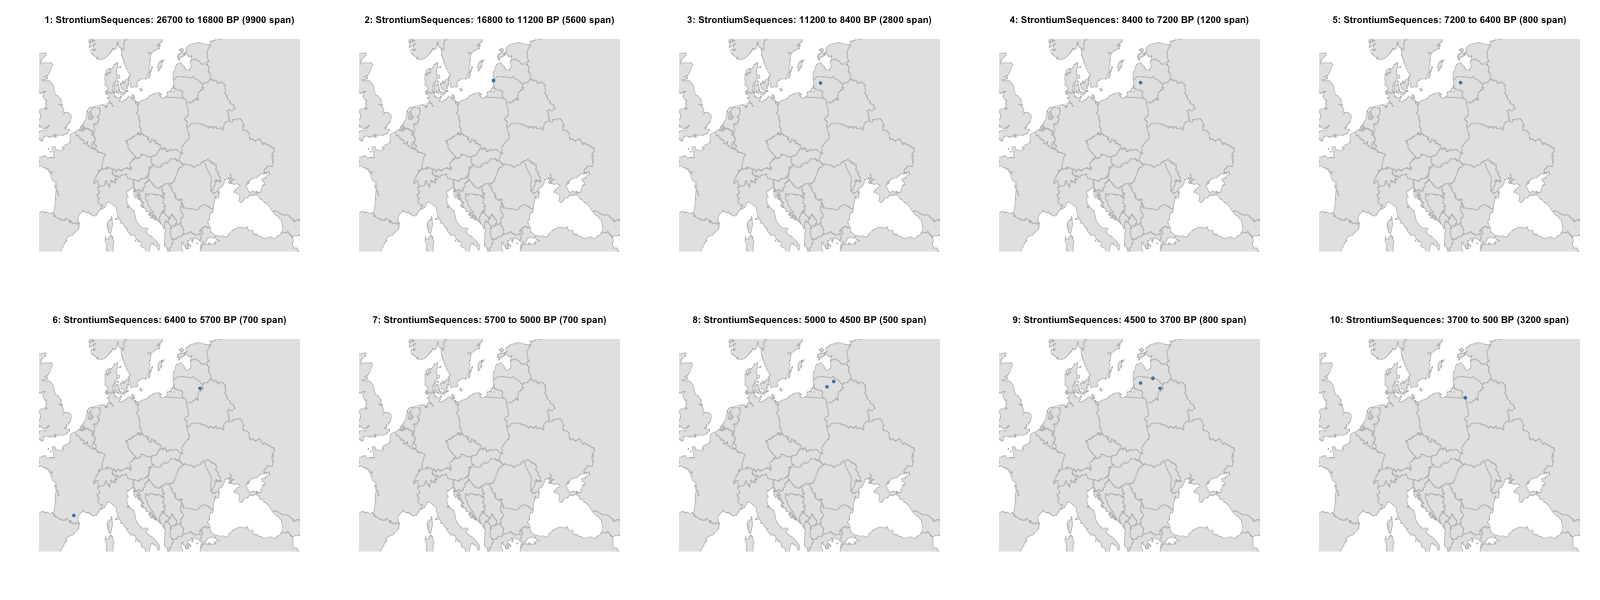 1: StrontiumSequences: 26700 to 16800 BP (9900 span)
2: StrontiumSequences: 16800 to 11200 BP (5600 span)
3: StrontiumSequences: 11200 to 8400 BP (2800 span)
4: StrontiumSequences: 8400 to 7200 BP (1200 span)
5: StrontiumSequences: 7200 to 6400 BP (800 span)
6: StrontiumSequences: 6400 to 5700 BP (700 span)
7: StrontiumSequences: 5700 to 5000 BP (700 span)
8: StrontiumSequences: 5000 to 4500 BP (500 span)
9: StrontiumSequences: 4500 to 3700 BP (800 span)
10: StrontiumSequences: 3700 to 500 BP (3200 span)